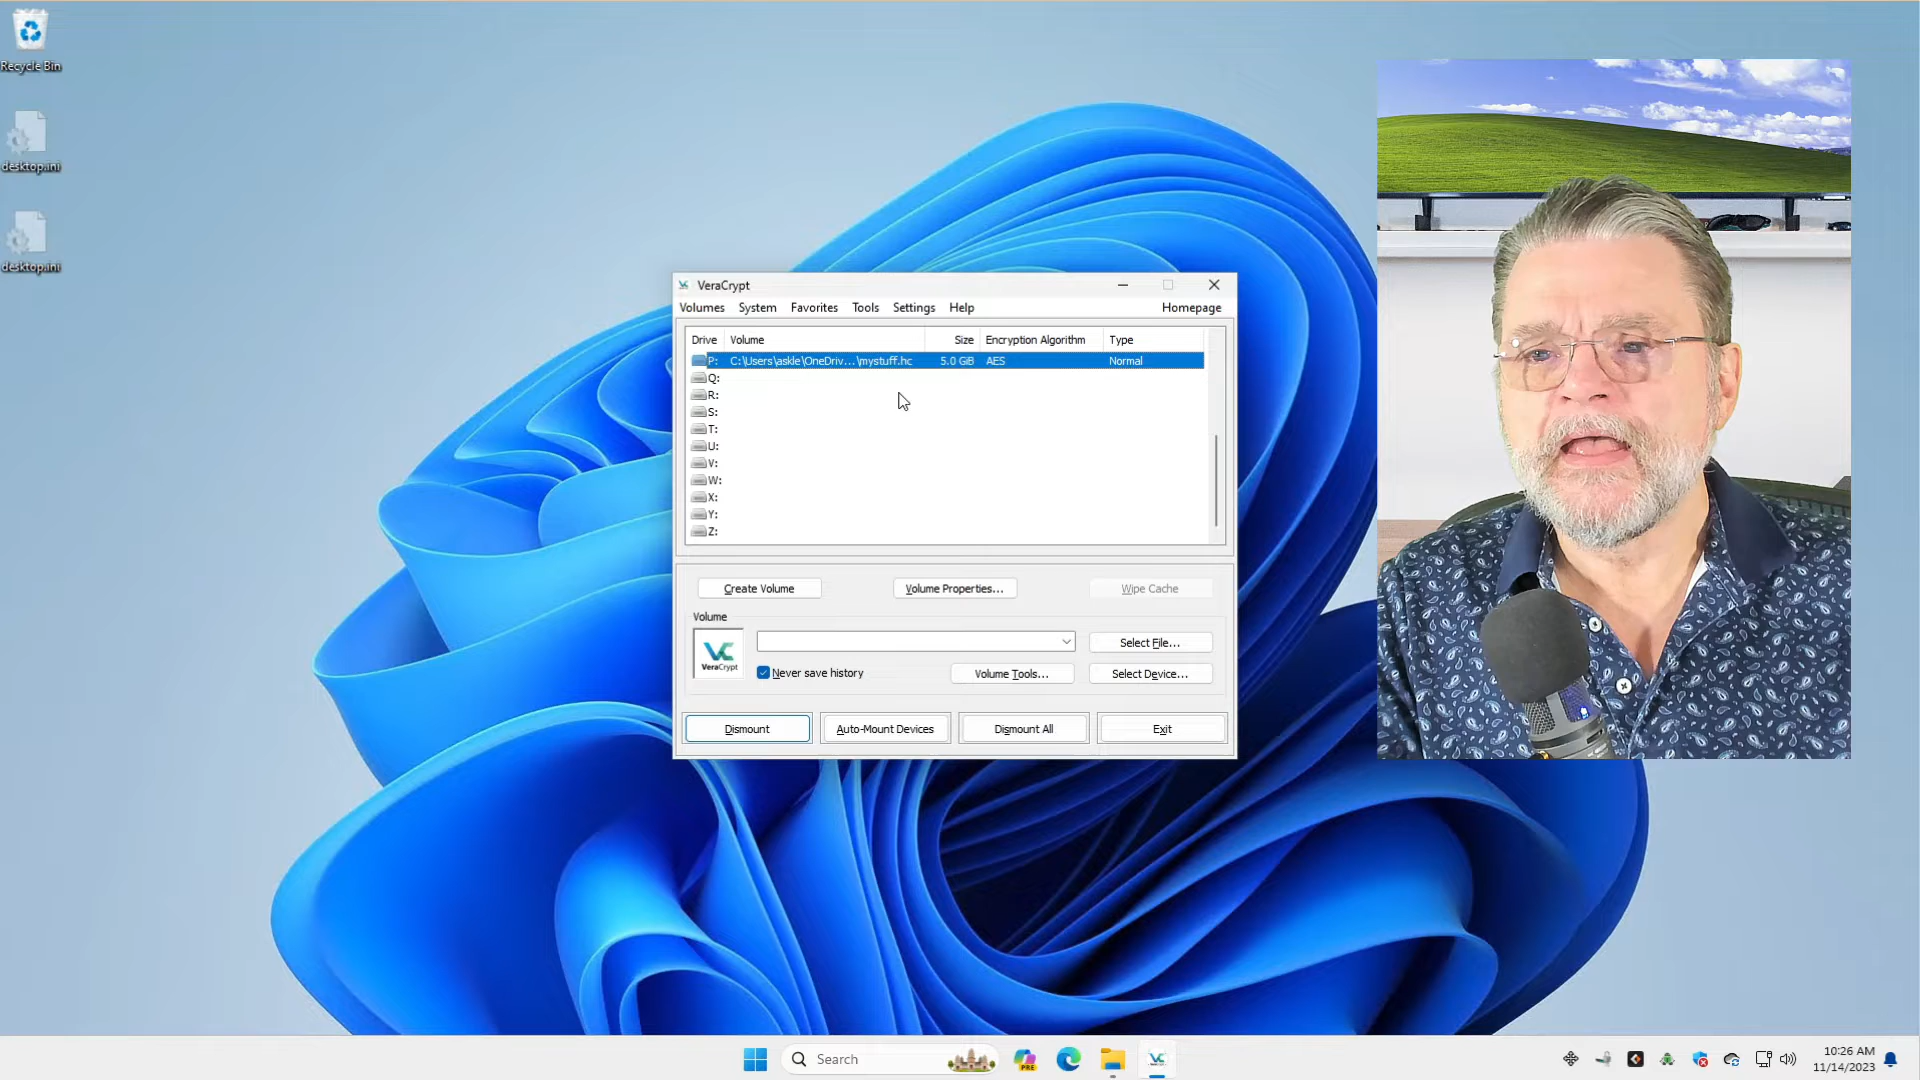 Recycle Bin
desktop.ini
desktop.ini
VeraCrypt
Volumes System Favorites Tools Settings Help Homepage
Drive Volume Size Encryption Algorithm Type
P: C:\Users\askle\OneDriv...\mystuff.hc 5.0 GiB AES Normal
Q:
R:
S:
T:
U:
V:
W:
X:
Y:
Z:
Create Volume Volume Properties... Wipe Cache
Volume
VeraCrypt
Select File...
Never save history Volume Tools... Select Device...
Dismount Auto-Mount Devices Dismount All Exit
Search
PRE
10:26 AM
11/14/2023